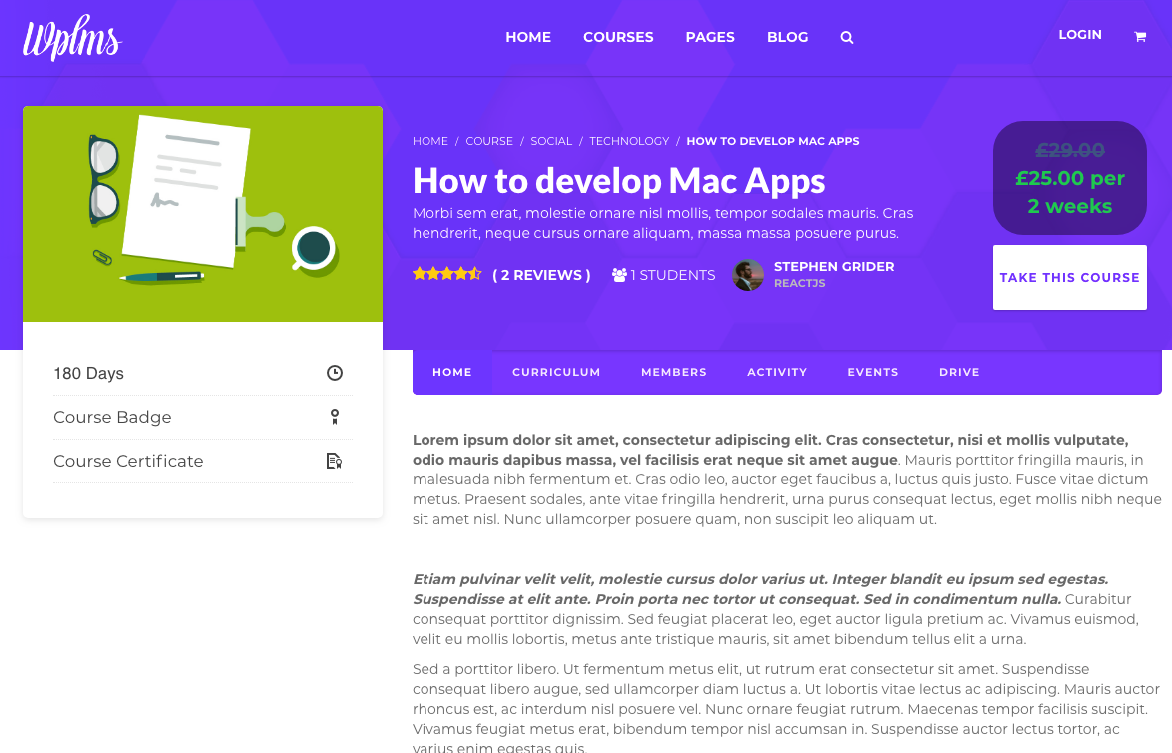 Wplms
HOME COURSES PAGES BLOG
LOGIN
HOME / COURSE / SOCIAL / TECHNOLOGY / HOW TO DEVELOP MAC APPS
How to develop Mac Apps
Morbi sem erat, molestie ornare nisl mollis, tempor sodales mauris. Cras
hendrerit, neque cursus ornare aliquam, massa massa posuere purus.
( 2 REVIEWS ) 1 STUDENTS
STEPHEN GRIDER
REACTJS
£29.00
£25.00 per
2 weeks
TAKE THIS COURSE
180 Days
Course Badge
Course Certificate
HOME CURRICULUM MEMBERS ACTIVITY EVENTS DRIVE
Lorem ipsum dolor sit amet, consectetur adipiscing elit. Cras consectetur, nisi et mollis vulputate,
odio mauris dapibus massa, vel facilisis erat neque sit amet augue. Mauris porttitor fringilla mauris, in
malesuada nibh fermentum et. Cras odio leo, auctor eget faucibus a, luctus quis justo. Fusce vitae dictum
metus. Praesent sodales, ante vitae fringilla hendrerit, urna purus consequat lectus, eget mollis nibh neque
sit amet nisl. Nunc ullamcorper posuere quam, non suscipit leo aliquam ut.
Etiam pulvinar velit velit, molestie cursus dolor varius ut. Integer blandit eu ipsum sed egestas.
Suspendisse at elit ante. Proin porta nec tortor ut consequat. Sed in condimentum nulla. Curabitur
consequat porttitor dignissim. Sed feugiat placerat leo, eget auctor ligula pretium ac. Vivamus euismod,
velit eu mollis lobortis, metus ante tristique mauris, sit amet bibendum tellus elit a urna.
Sed a porttitor libero. Ut fermentum metus elit, ut rutrum erat consectetur sit amet. Suspendisse
consequat libero augue, sed ullamcorper diam luctus a. Ut lobortis vitae lectus ac adipiscing. Mauris auctor
rhoncus est, ac interdum nisl posuere vel. Nunc ornare feugiat rutrum. Maecenas tempor facilisis suscipit.
Vivamus feugiat metus erat, bibendum tempor nisl accumsan in. Suspendisse auctor lectus tortor, ac
varius enim egestas quis.